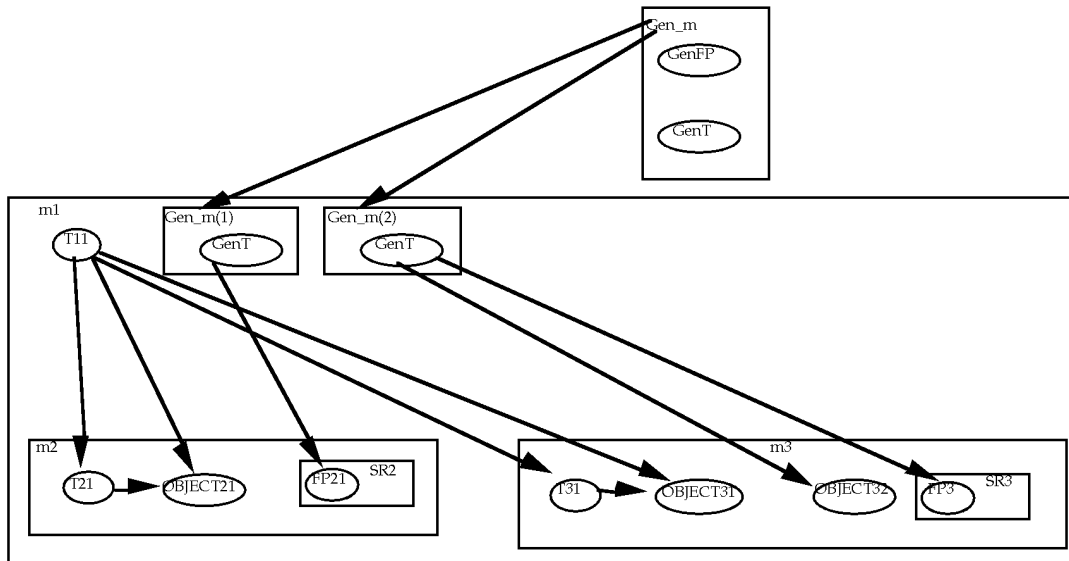 Gen_m
GenFP
GenT
m1
Gen_m(1)
Gen_m(2)
T11
GenT
GenT
m2
m3
SR2
SR3
T21
OBJECT21
FP21
T31
OBJECT31
OBJECT32
FP3